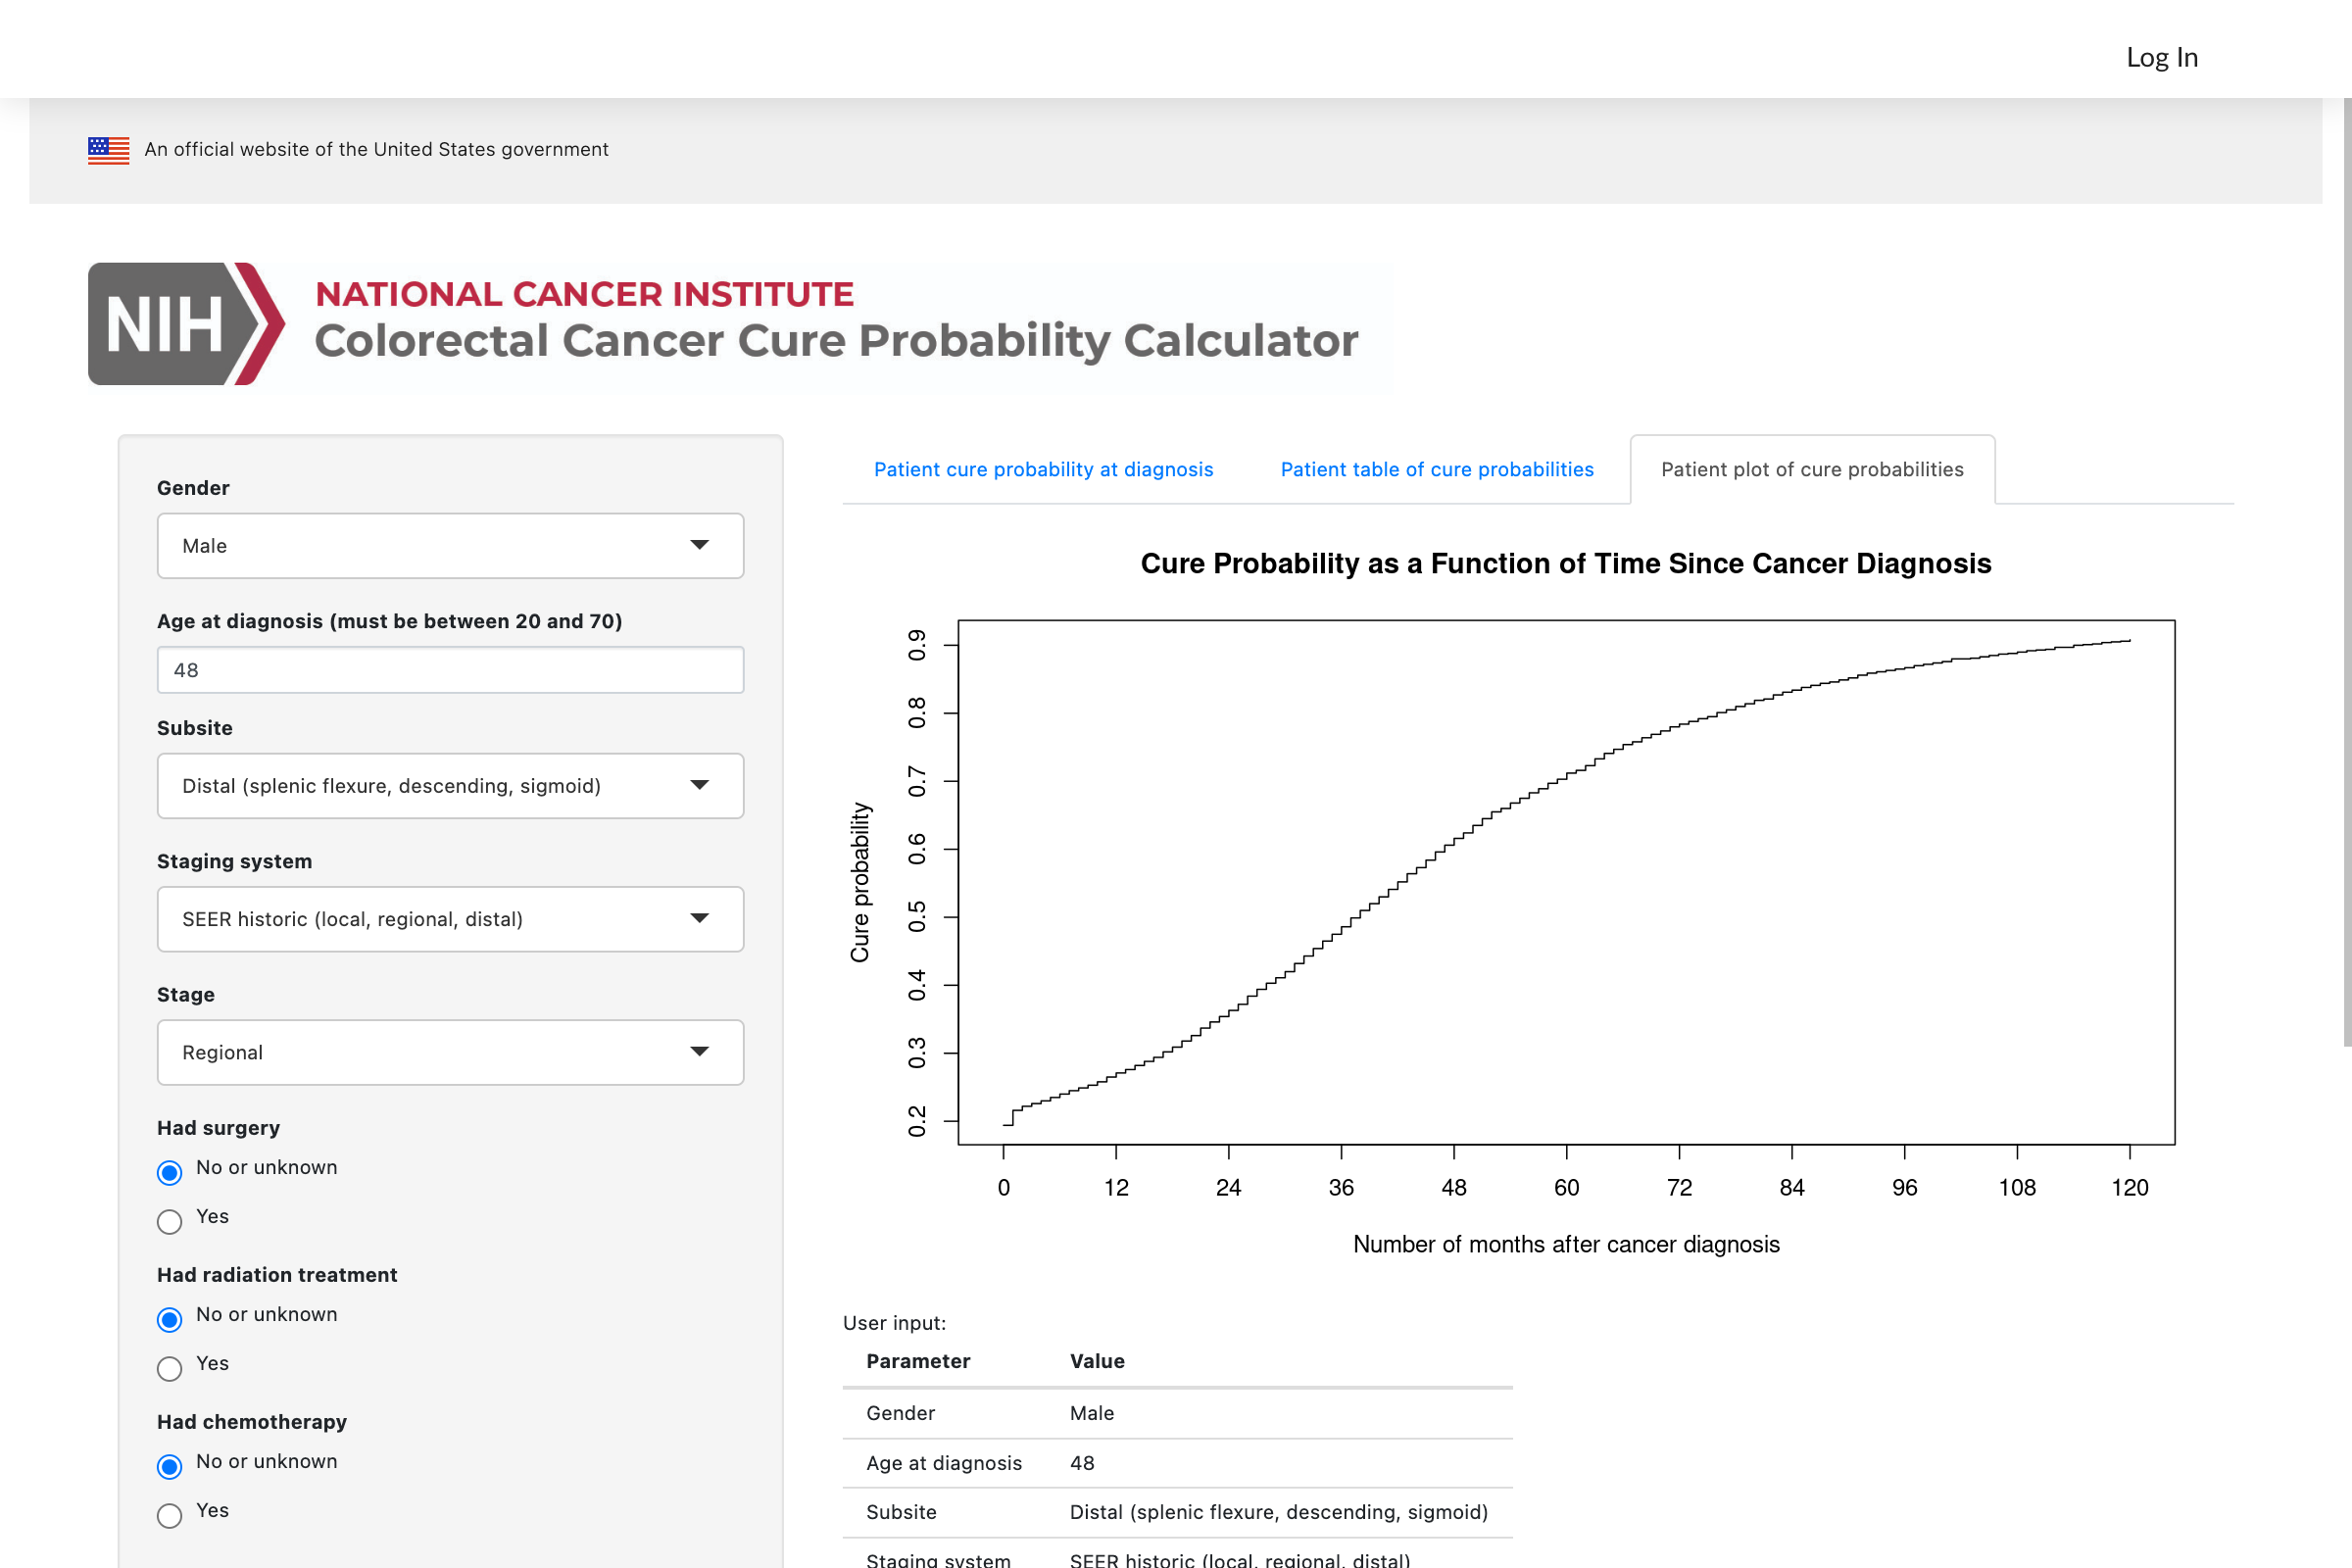 Log In
An official website of the United States government
NIH
NATIONAL CANCER INSTITUTE
Colorectal Cancer Cure Probability Calculator
Gender
Male
Age at diagnosis (must be between 20 and 70)
48
Subsite
Distal (splenic flexure, descending, sigmoid)
Staging system
SEER historic (local, regional, distal)
Stage
Regional
Had surgery
No or unknown
Yes
Had radiation treatment
No or unknown
Yes
Had chemotherapy
No or unknown
Yes
Patient cure probability at diagnosis Patient table of cure probabilities Patient plot of cure probabilities
Cure Probability as a Function of Time Since Cancer Diagnosis
Cure probability
0.9
0.8
0.7
0.6
0.5
0.4
0.3
0.2
0 12 24 36 48 60 72 84 96 108 120
Number of months after cancer diagnosis
User input:
Parameter Value
Gender Male
Age at diagnosis 48
Subsite Distal (splenic flexure, descending, sigmoid)
Staging system SEER historic (local, regional, distal)